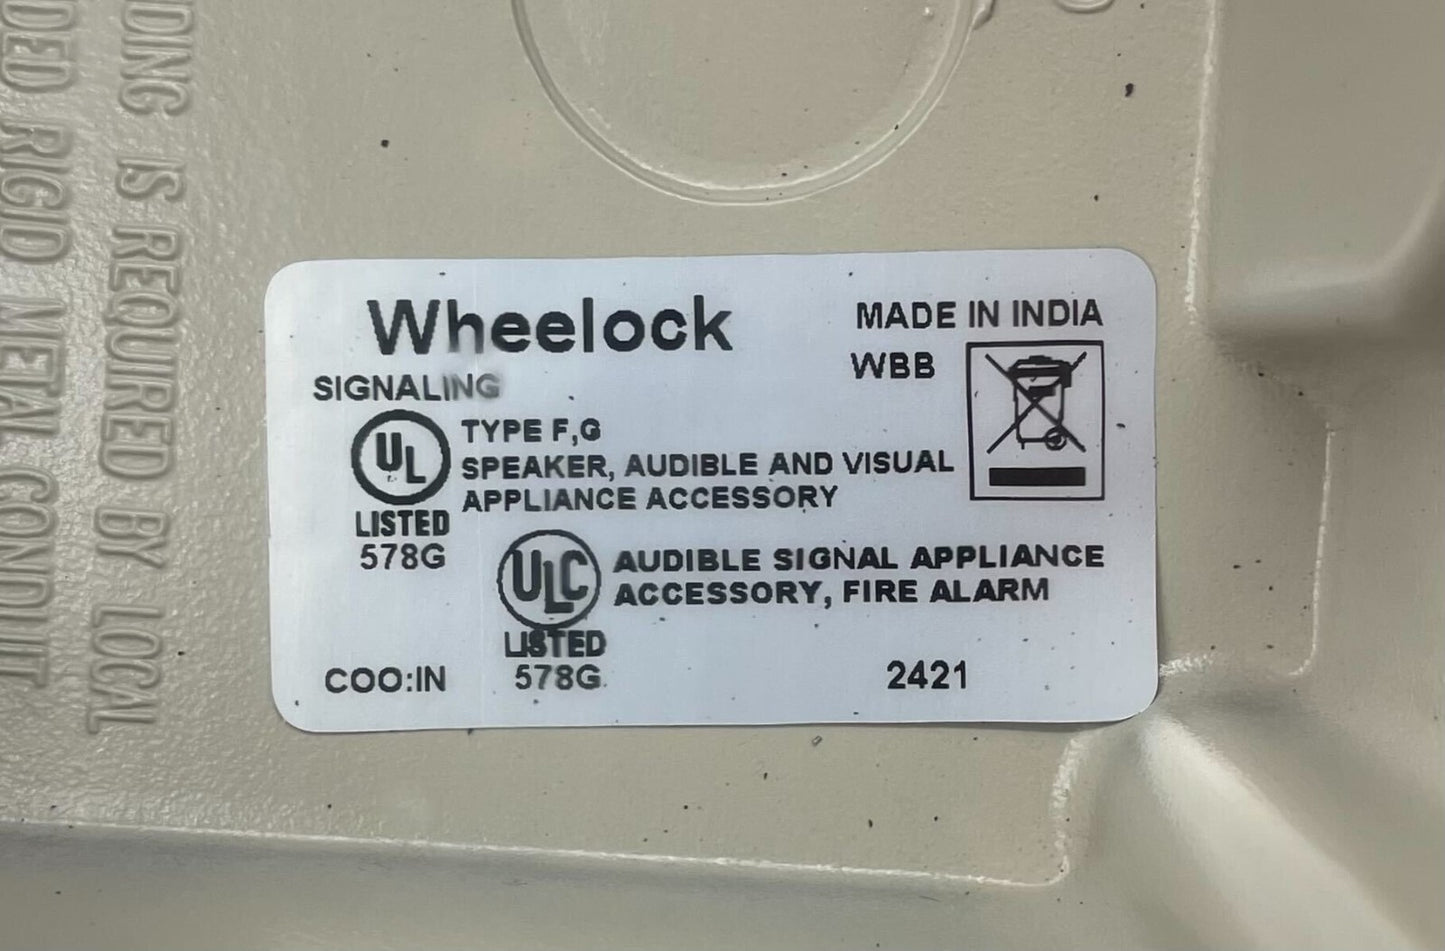 Wheelock
SIGNALING
MADE IN INDIA
WBB
UL
LISTED
578G
TYPE F,G
SPEAKER, AUDIBLE AND VISUAL
APPLIANCE ACCESSORY
ULC
LISTED
578G
AUDIBLE SIGNAL APPLIANCE
ACCESSORY, FIRE ALARM
COO:IN
2421
DING IS REQUIRED BY LOCAL
DED RIGID METAL CONDUIT